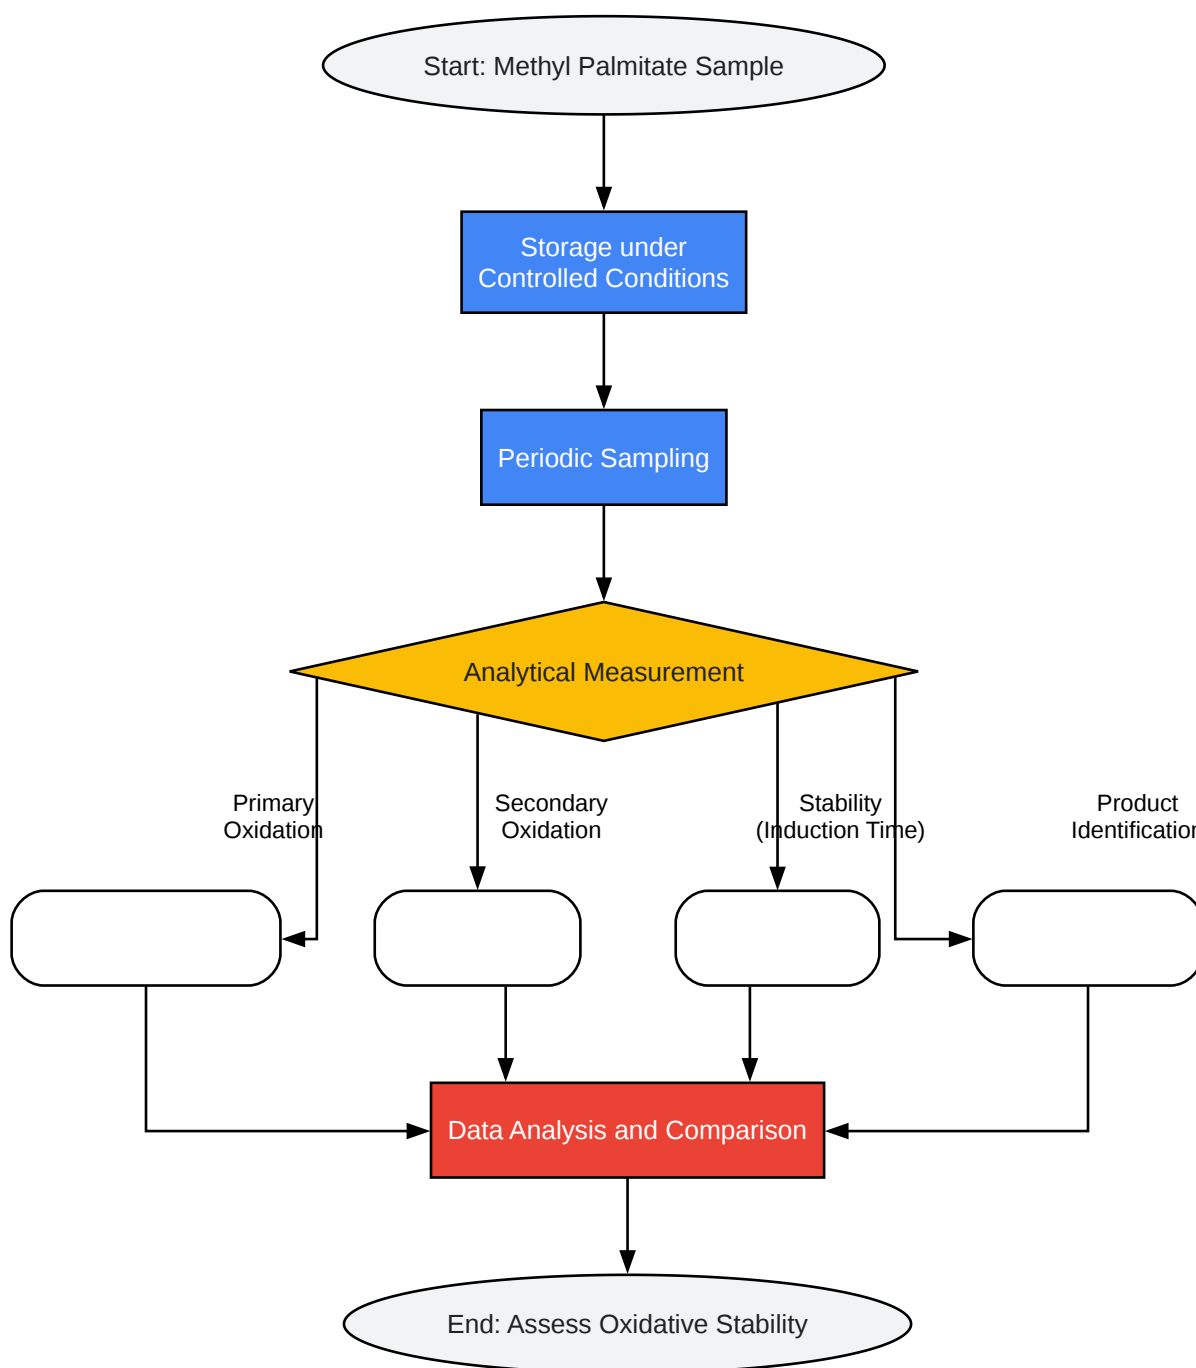 Start: Methyl Palmitate Sample
Storage under
Controlled Conditions
Periodic Sampling
Analytical Measurement
Primary
Oxidation
Secondary
Oxidation
Stability
(Induction Time)
Product
Identification
Data Analysis and Comparison
End: Assess Oxidative Stability